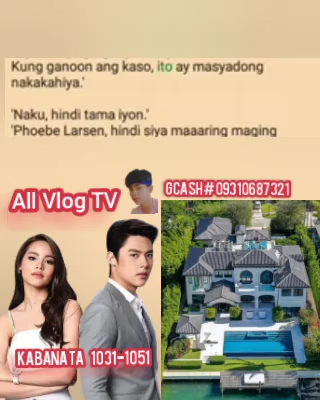 Kung ganoon ang kaso, ito ay masyadong
nakakahiya.'
'Naku, hindi tama iyon.'
'Phoebe Larsen, hindi siya maaaring maging
All Vlog TV
GCASH#09310687321
KABANATA 1031-1051